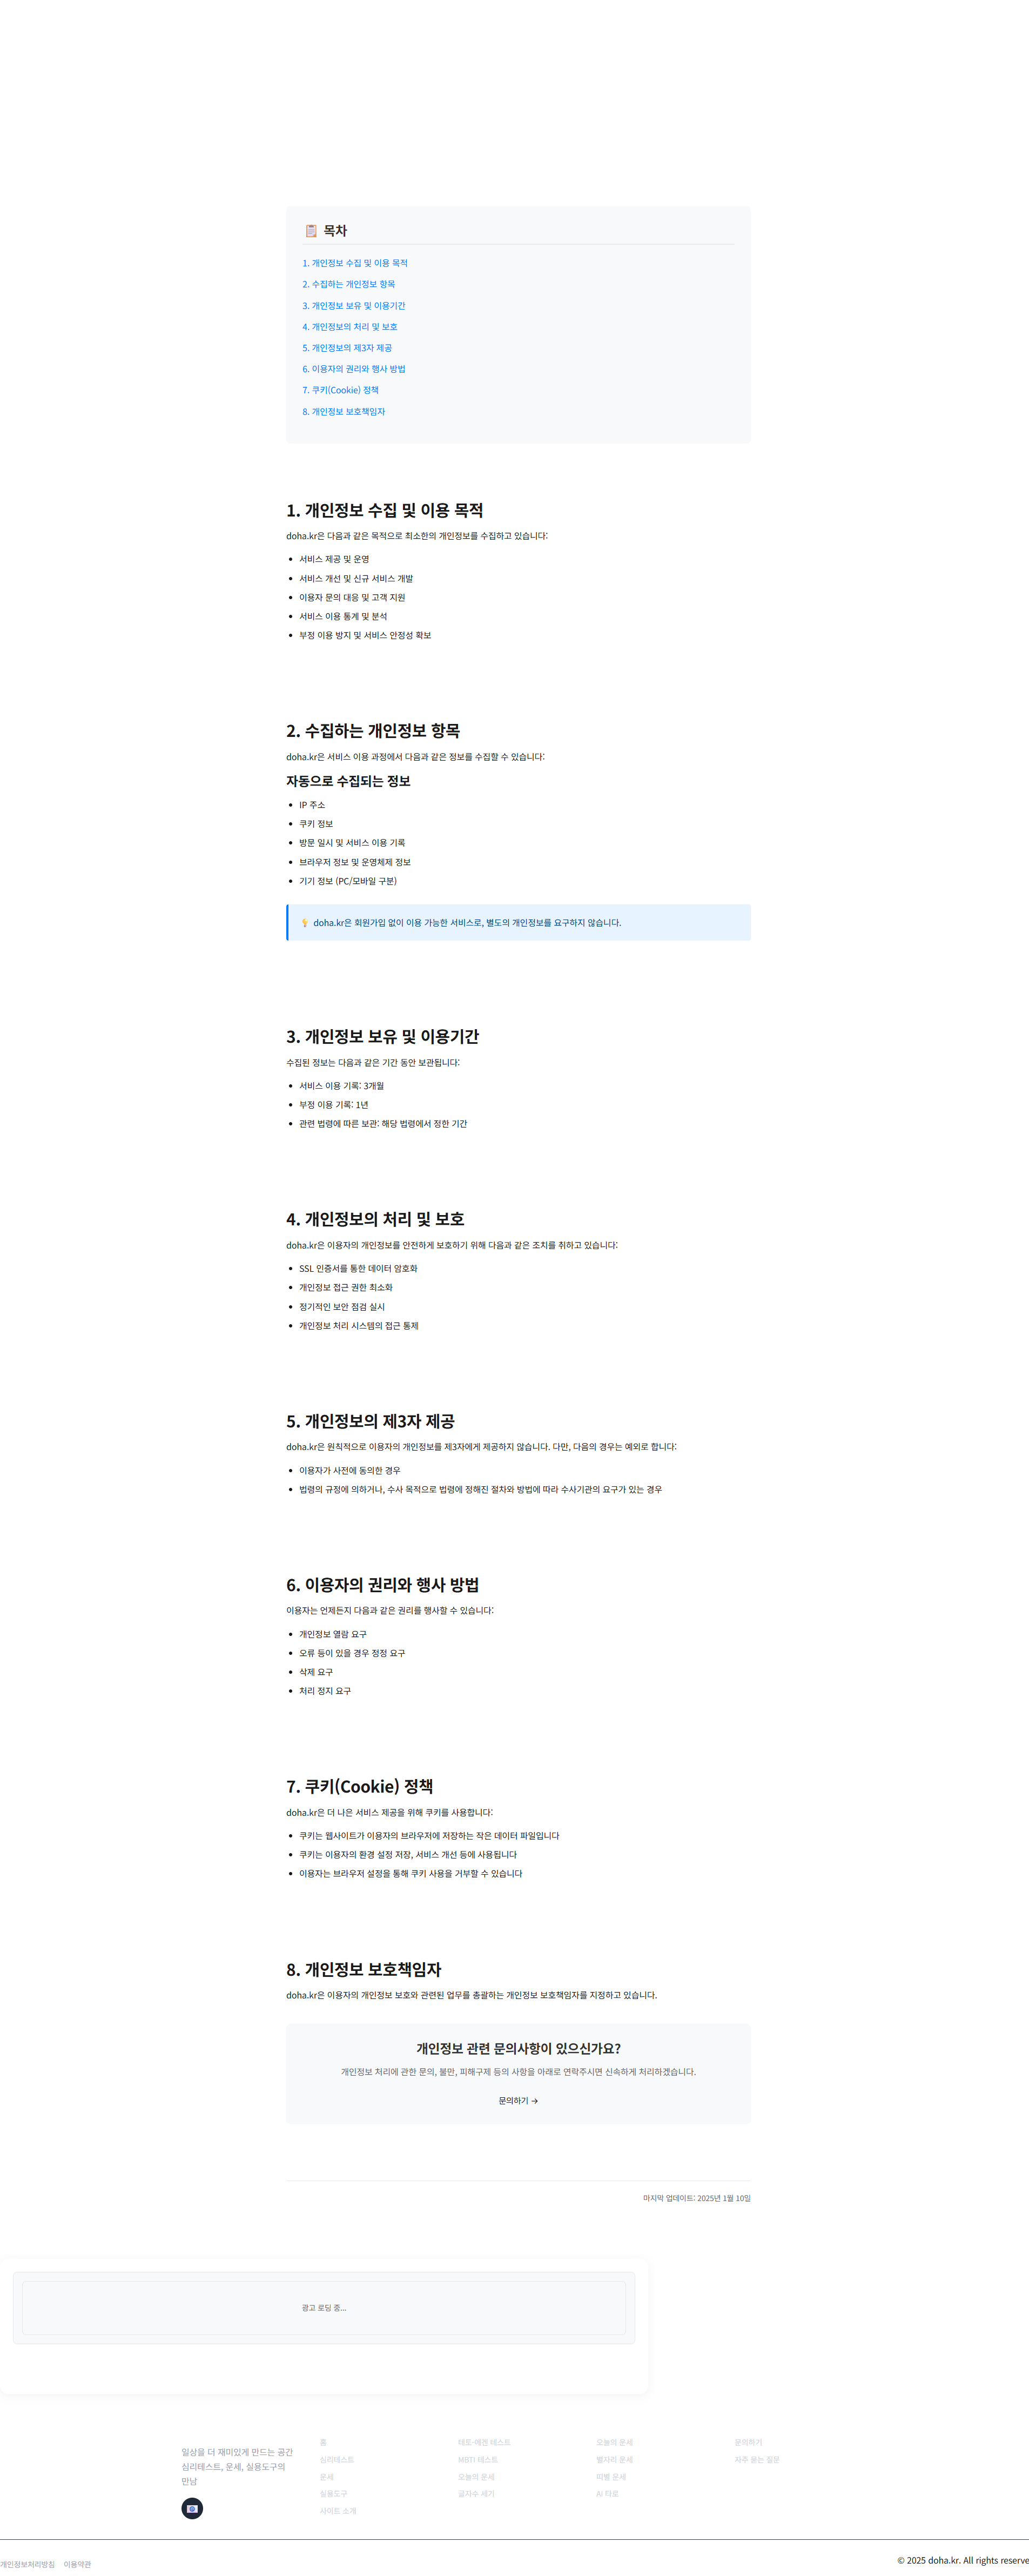 목차
1. 개인정보 수집 및 이용 목적
2. 수집하는 개인정보 항목
3. 개인정보 보유 및 이용기간
4. 개인정보의 처리 및 보호
5. 개인정보의 제3자 제공
6. 이용자의 권리와 행사 방법
7. 쿠키(Cookie) 정책
8. 개인정보 보호책임자
1. 개인정보 수집 및 이용 목적
doha.kr은 다음과 같은 목적으로 최소한의 개인정보를 수집하고 있습니다:
서비스 제공 및 운영
서비스 개선 및 신규 서비스 개발
이용자 문의 대응 및 고객 지원
서비스 이용 통계 및 분석
부정 이용 방지 및 서비스 안정성 확보
2. 수집하는 개인정보 항목
doha.kr은 서비스 이용 과정에서 다음과 같은 정보를 수집할 수 있습니다:
자동으로 수집되는 정보
IP 주소
쿠키 정보
방문 일시 및 서비스 이용 기록
브라우저 정보 및 운영체제 정보
기기 정보 (PC/모바일 구분)
doha.kr은 회원가입 없이 이용 가능한 서비스로, 별도의 개인정보를 요구하지 않습니다.
3. 개인정보 보유 및 이용기간
수집된 정보는 다음과 같은 기간 동안 보관됩니다:
서비스 이용 기록: 3개월
부정 이용 기록: 1년
관련 법령에 따른 보관: 해당 법령에서 정한 기간
4. 개인정보의 처리 및 보호
doha.kr은 이용자의 개인정보를 안전하게 보호하기 위해 다음과 같은 조치를 취하고 있습니다:
SSL 인증서를 통한 데이터 암호화
개인정보 접근 권한 최소화
정기적인 보안 점검 실시
개인정보 처리 시스템의 접근 통제
5. 개인정보의 제3자 제공
doha.kr은 원칙적으로 이용자의 개인정보를 제3자에게 제공하지 않습니다. 다만, 다음의 경우는 예외로 합니다:
이용자가 사전에 동의한 경우
법령의 규정에 의하거나, 수사 목적으로 법령에 정해진 절차와 방법에 따라 수사기관의 요구가 있는 경우
6. 이용자의 권리와 행사 방법
이용자는 언제든지 다음과 같은 권리를 행사할 수 있습니다:
개인정보 열람 요구
오류 등이 있을 경우 정정 요구
삭제 요구
처리 정지 요구
7. 쿠키(Cookie) 정책
doha.kr은 더 나은 서비스 제공을 위해 쿠키를 사용합니다:
쿠키는 웹사이트가 이용자의 브라우저에 저장하는 작은 데이터 파일입니다
쿠키는 이용자의 환경 설정 저장, 서비스 개선 등에 사용됩니다
이용자는 브라우저 설정을 통해 쿠키 사용을 거부할 수 있습니다
8. 개인정보 보호책임자
doha.kr은 이용자의 개인정보 보호와 관련된 업무를 총괄하는 개인정보 보호책임자를 지정하고 있습니다.
개인정보 관련 문의사항이 있으신가요?
개인정보 처리에 관한 문의, 불만, 피해구제 등의 사항을 아래로 연락주시면 신속하게 처리하겠습니다.
문의하기 →
마지막 업데이트: 2025년 1월 10일
광고 로딩 중...
일상을 더 재미있게 만드는 공간
심리테스트, 운세, 실용도구의
만남
홈
심리테스트
운세
실용도구
사이트 소개
테토-에겐 테스트
MBTI 테스트
오늘의 운세
글자수 세기
오늘의 운세
별자리 운세
띠별 운세
AI 타로
문의하기
자주 묻는 질문
개인정보처리방침 이용약관
© 2025 doha.kr. All rights reserve